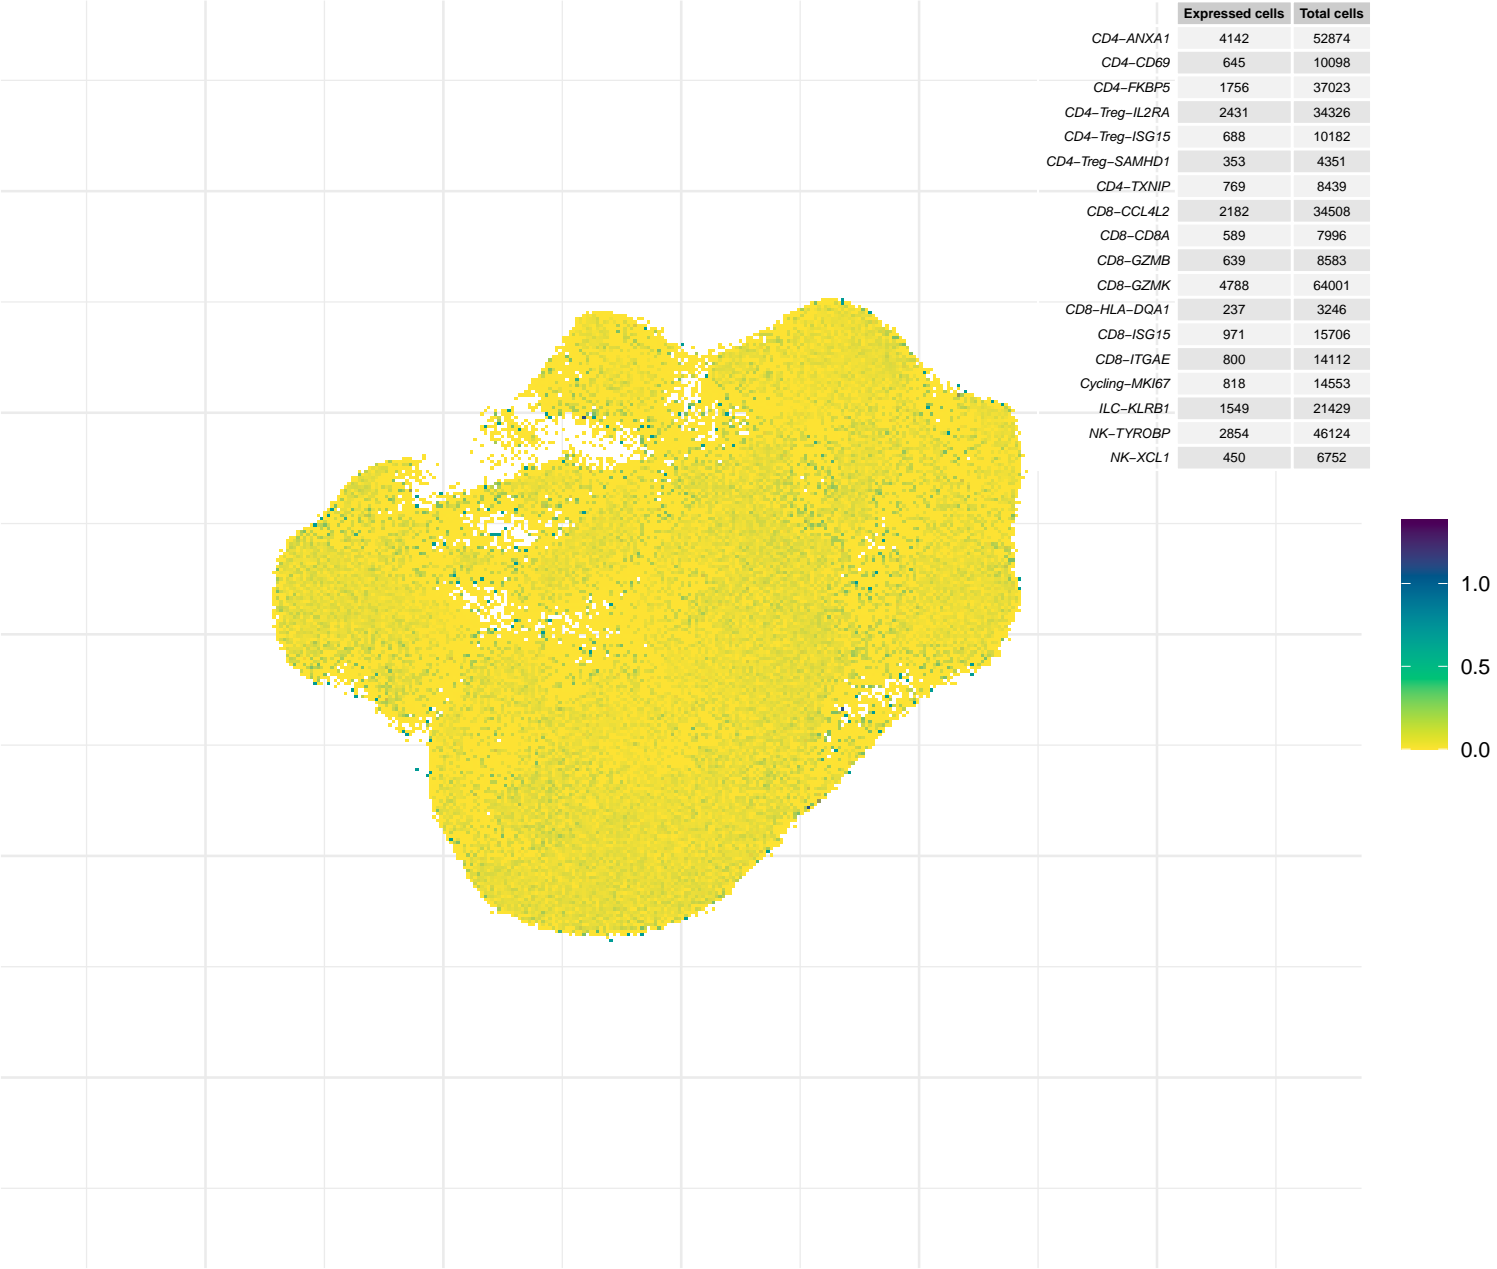 Expressed cells Total cells
CD4−ANXA1 4142 52874
CD4−CD69 645 10098
CD4−FKBP5 1756 37023
CD4−Treg−IL2RA 2431 34326
CD4−Treg−ISG15 688 10182
CD4−Treg−SAMHD1 353 4351
CD4−TXNIP 769 8439
CD8−CCL4L2 2182 34508
CD8−CD8A 589 7996
CD8−GZMB 639 8583
CD8−GZMK 4788 64001
CD8−HLA−DQA1 237 3246
CD8−ISG15 971 15706
CD8−ITGAE 800 14112
Cycling−MKI67 818 14553
ILC−KLRB1 1549 21429
NK−TYROBP 2854 46124
NK−XCL1 450 6752
1.0
0.5
0.0